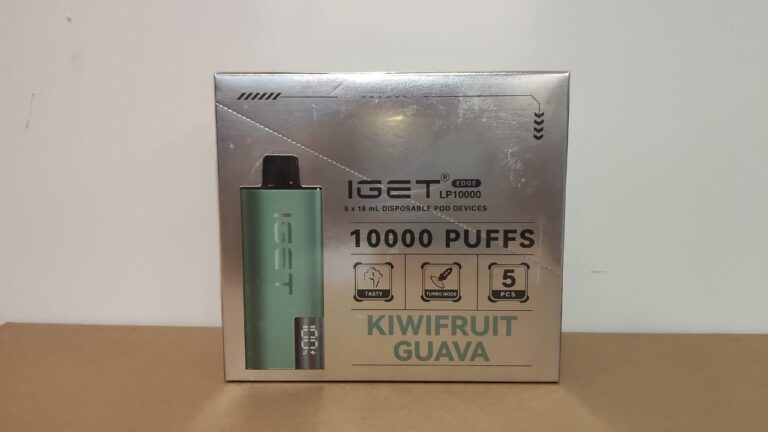 IGET® EDGE
LP10000
5 x 18 mL DISPOSABLE POD DEVICES
10000 PUFFS
TASTY
TURBO MODE
5
PCS
KIWIFRUIT
GUAVA
IGET
100%